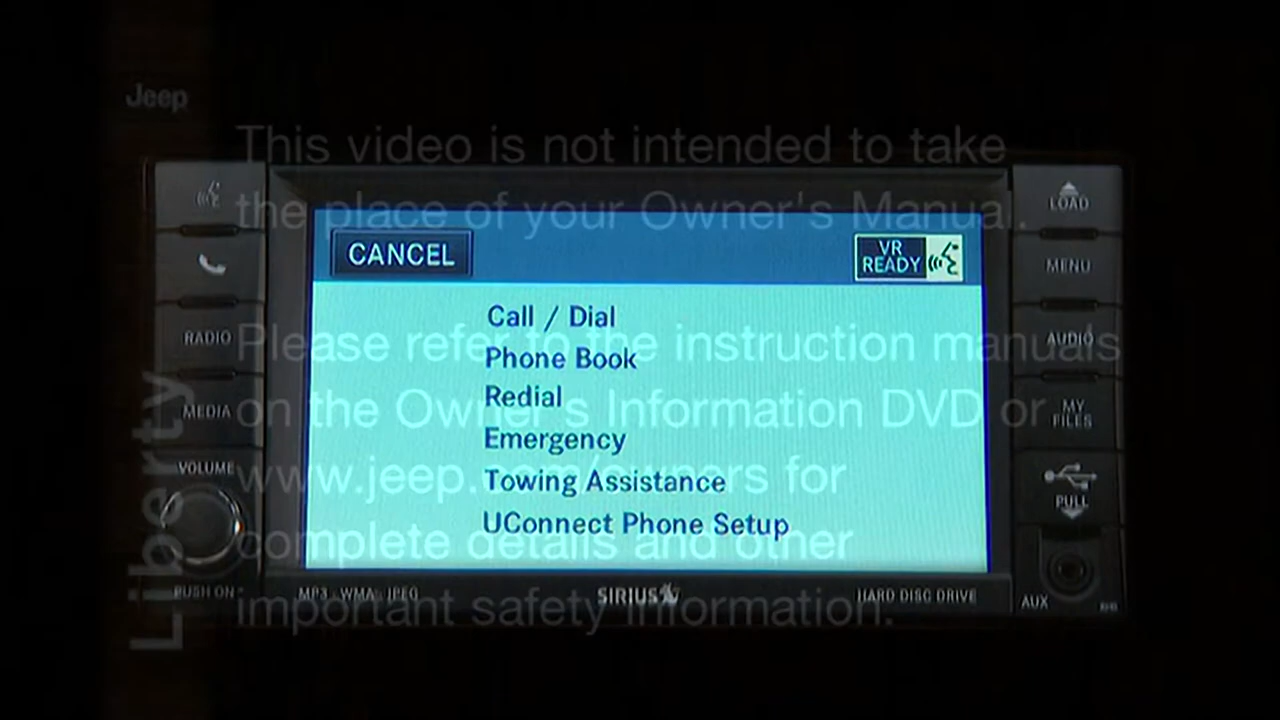 Jeep
Liberty
This video is not intended to take
the place of your Owner's Manual.
Please refer to the instruction manuals
on the Owner's Information DVD or
www.jeep.com/owners for
complete details and other
important safety information.
CANCEL
VR
READY
Call / Dial
Phone Book
Redial
Emergency
Towing Assistance
UConnect Phone Setup
RADIO
MEDIA
VOLUME
PUSH ON
MP3 WMA JPEG
SIRIUS
HARD DISC DRIVE
LOAD
MENU
AUDIO
MY
FILES
PULL
AUX